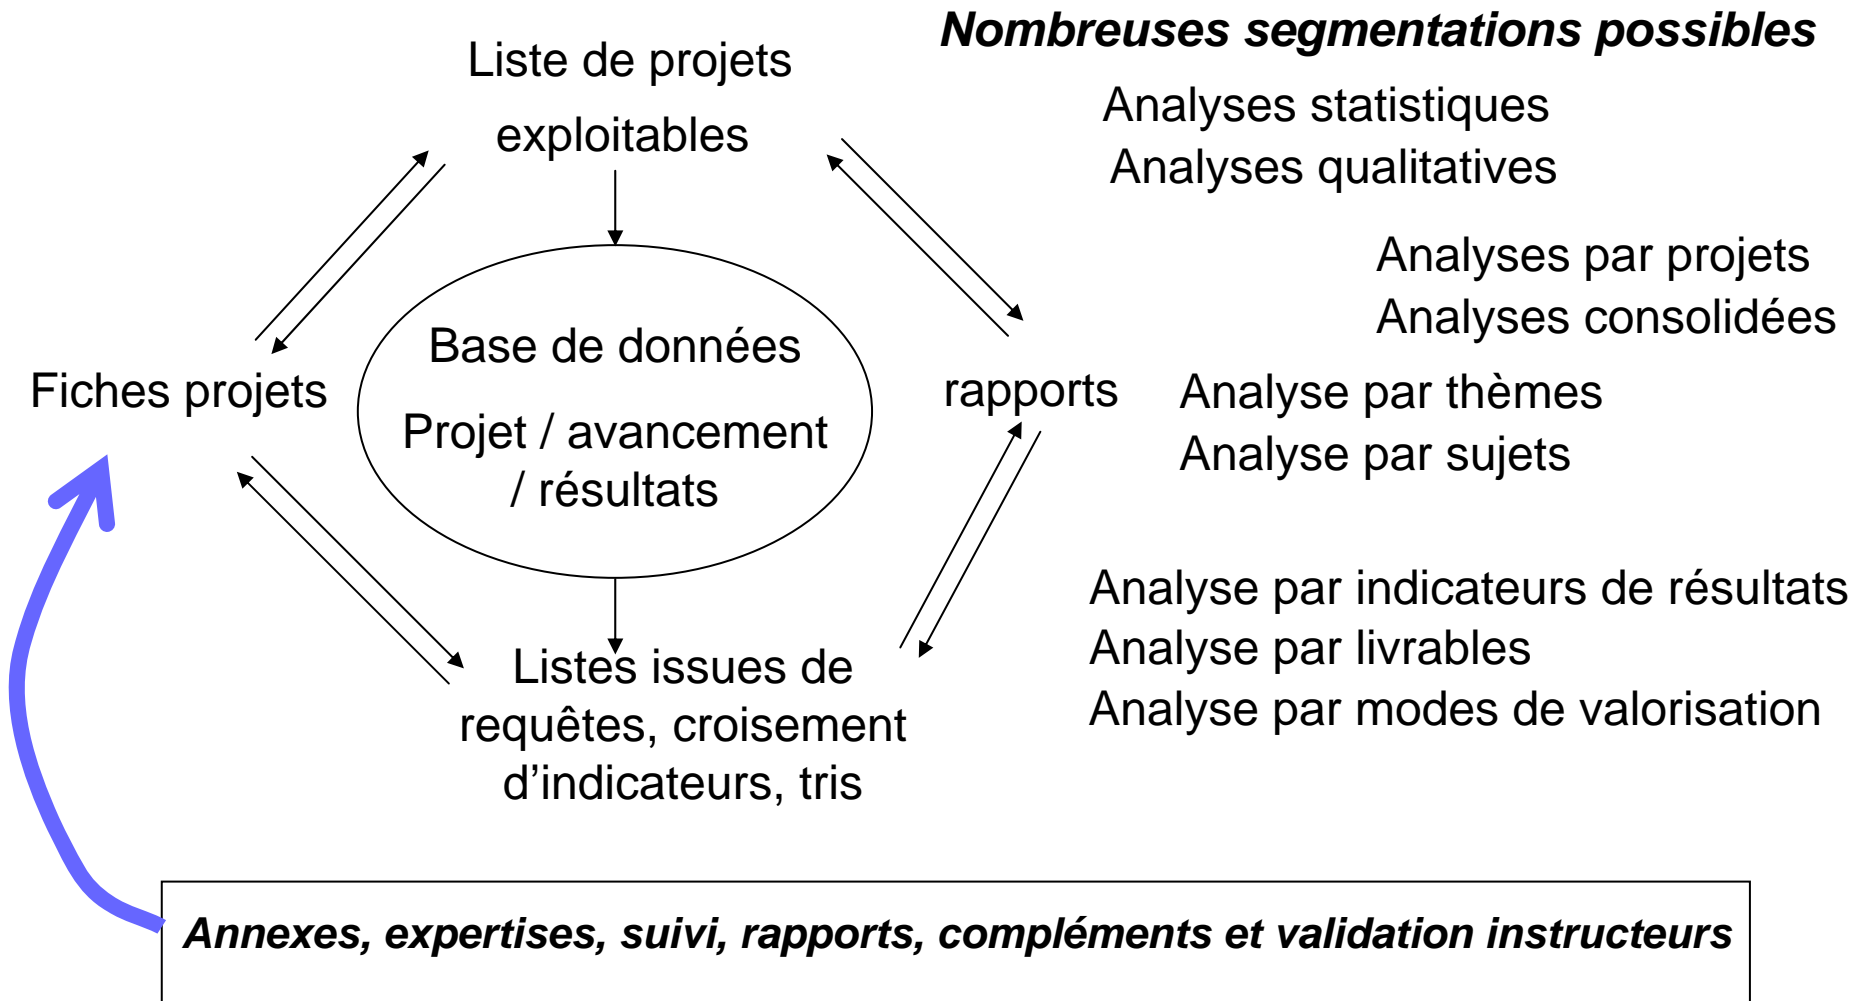 Nombreuses segmentations possibles
Liste de projets
exploitables
Analyses statistiques
Analyses qualitatives
Analyses par projets
Analyses consolidées
Base de données
Projet / avancement
/ résultats
Fiches projets
rapports
Analyse par thèmes
Analyse par sujets
Analyse par indicateurs de résultats
Analyse par livrables
Analyse par modes de valorisation
Listes issues de
requêtes, croisement
d’indicateurs, tris
Annexes, expertises, suivi, rapports, compléments et validation instructeurs